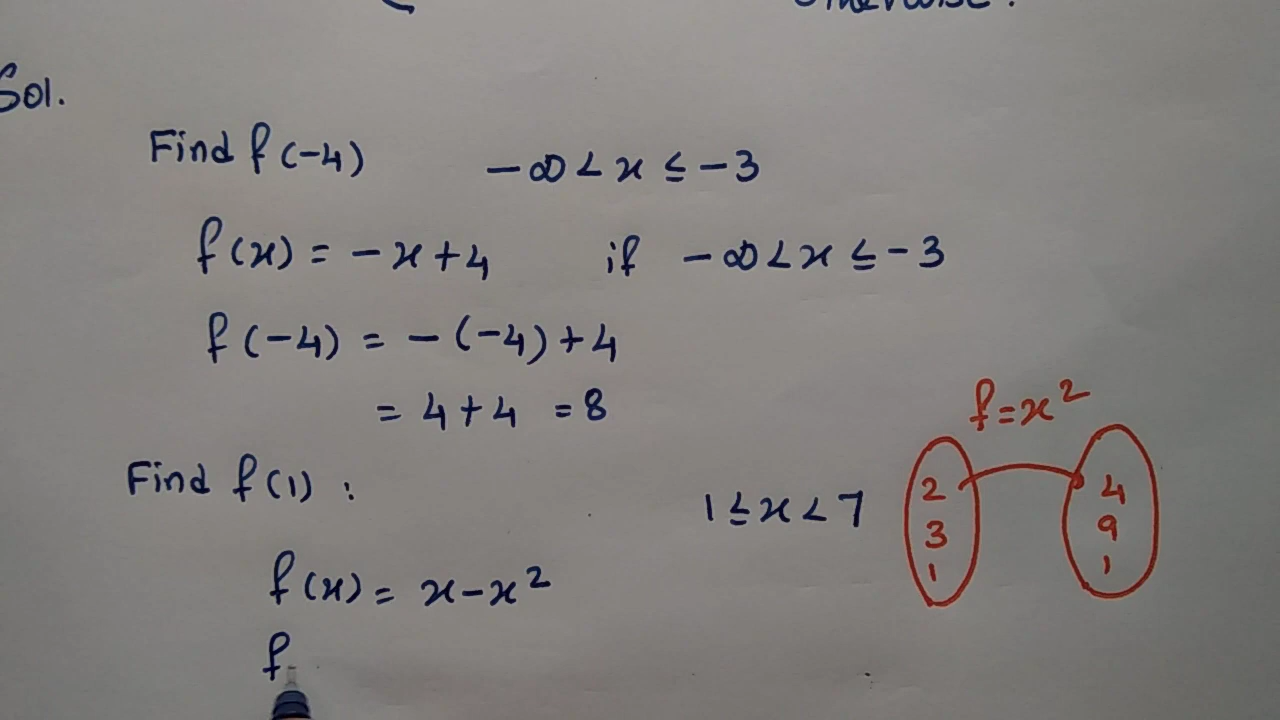 Otherwise.
Sol.
Find f(-4) -∞ < x ≤ -3
f(x) = -x+4 if -∞ < x ≤ -3
f(-4) = -(-4)+4
= 4+4 = 8
f=x²
Find f(1) : 1 ≤ x < 7
2 4
3 9
1 1
f(x) = x-x²
f